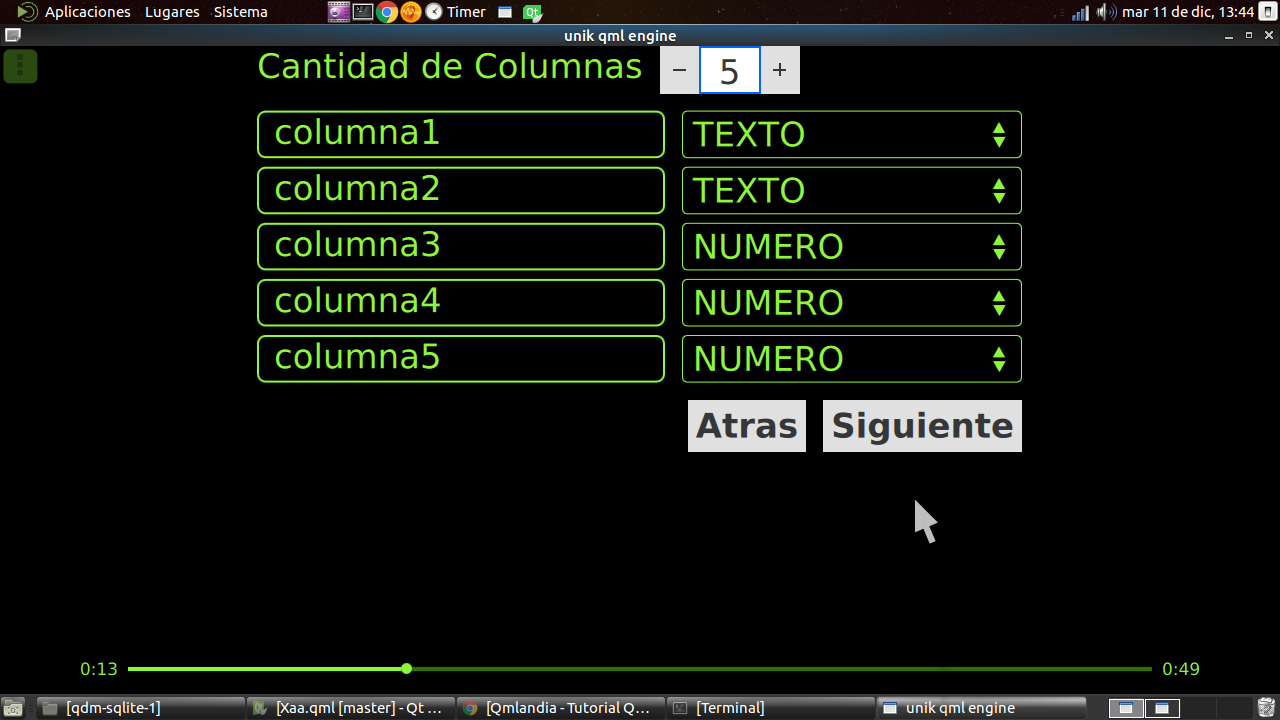 Aplicaciones Lugares Sistema Timer Qt mar 11 de dic, 13:44
unik qml engine
Cantidad de Columnas − 5 +
columna1 TEXTO
columna2 TEXTO
columna3 NUMERO
columna4 NUMERO
columna5 NUMERO
Atras Siguiente
0:13 0:49
[qdm-sqlite-1] [Xaa.qml [master] - Qt ... [Qmlandia - Tutorial Q... [Terminal] unik qml engine